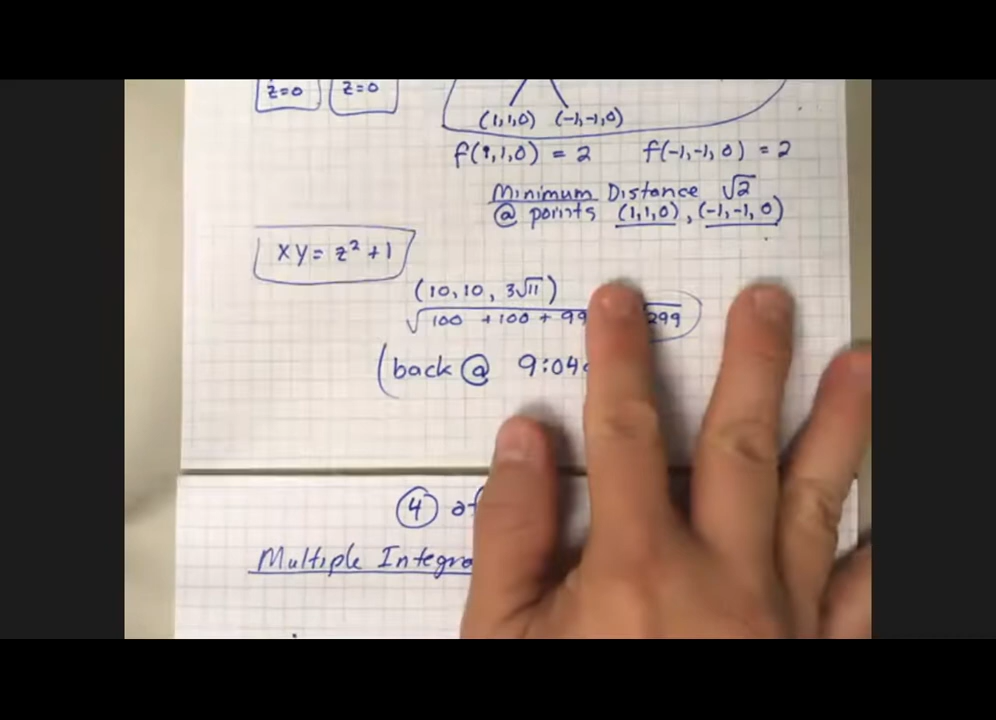 z=0 z=0
(1,1,0) (-1,-1,0)
f(1,1,0) = 2 f(-1,-1,0) = 2
Minimum Distance √2
@ points (1,1,0), (-1,-1,0)
xy = z² + 1
(10, 10, 3√11)
√100 + 100 + 99 299
(back @ 9:04
④ of
Multiple Integra